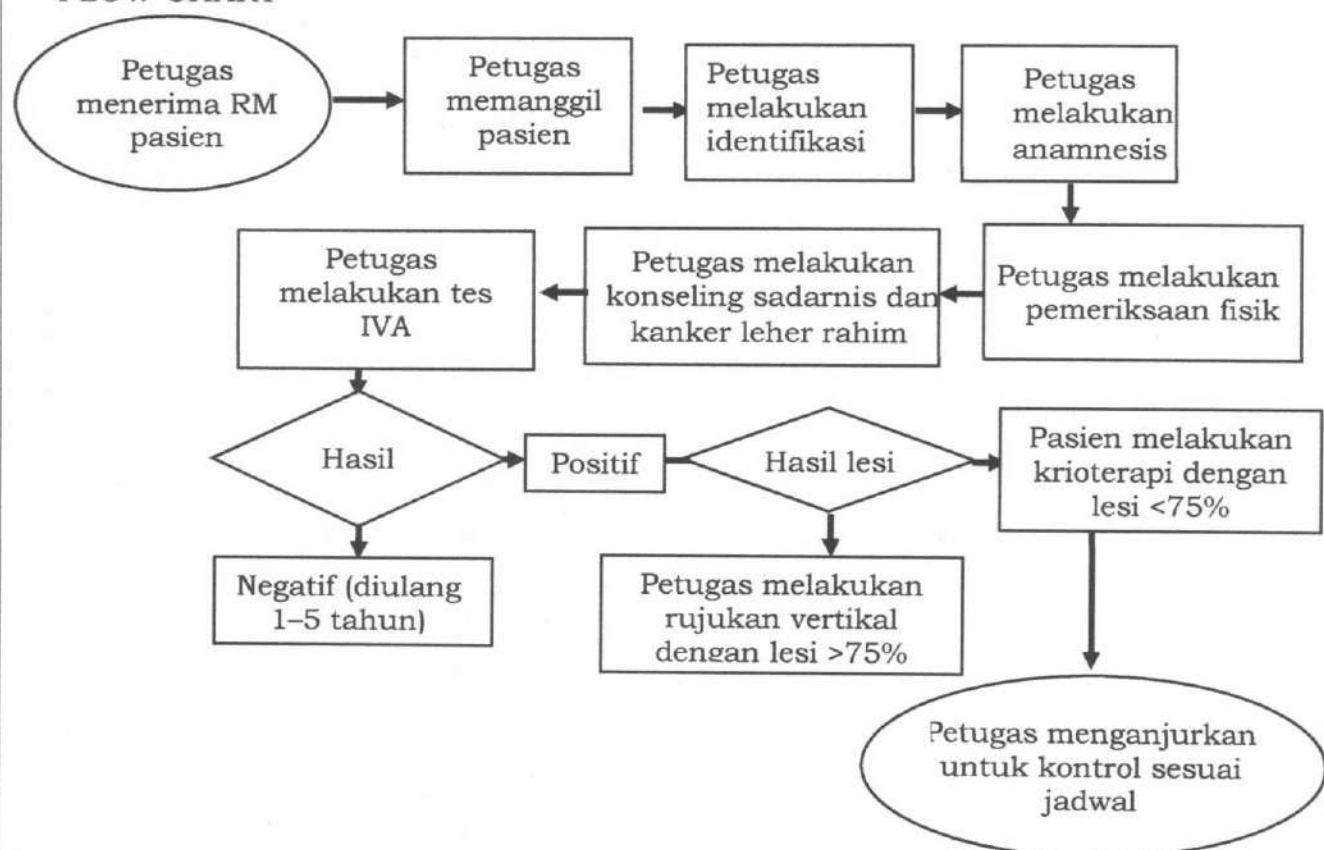 Petugas
menerima RM
pasien
Petugas
memanggil
pasien
Petugas
melakukan
identifikasi
Petugas
melakukan
anamnesis
Petugas melakukan
pemeriksaan fisik
Petugas melakukan
konseling sadarnis dan
kanker leher rahim
Petugas
melakukan tes
IVA
Hasil
Positif
Hasil lesi
Pasien melakukan
krioterapi dengan
lesi <75%
Negatif (diulang
1–5 tahun)
Petugas melakukan
rujukan vertikal
dengan lesi >75%
Petugas menganjurkan
untuk kontrol sesuai
jadwal